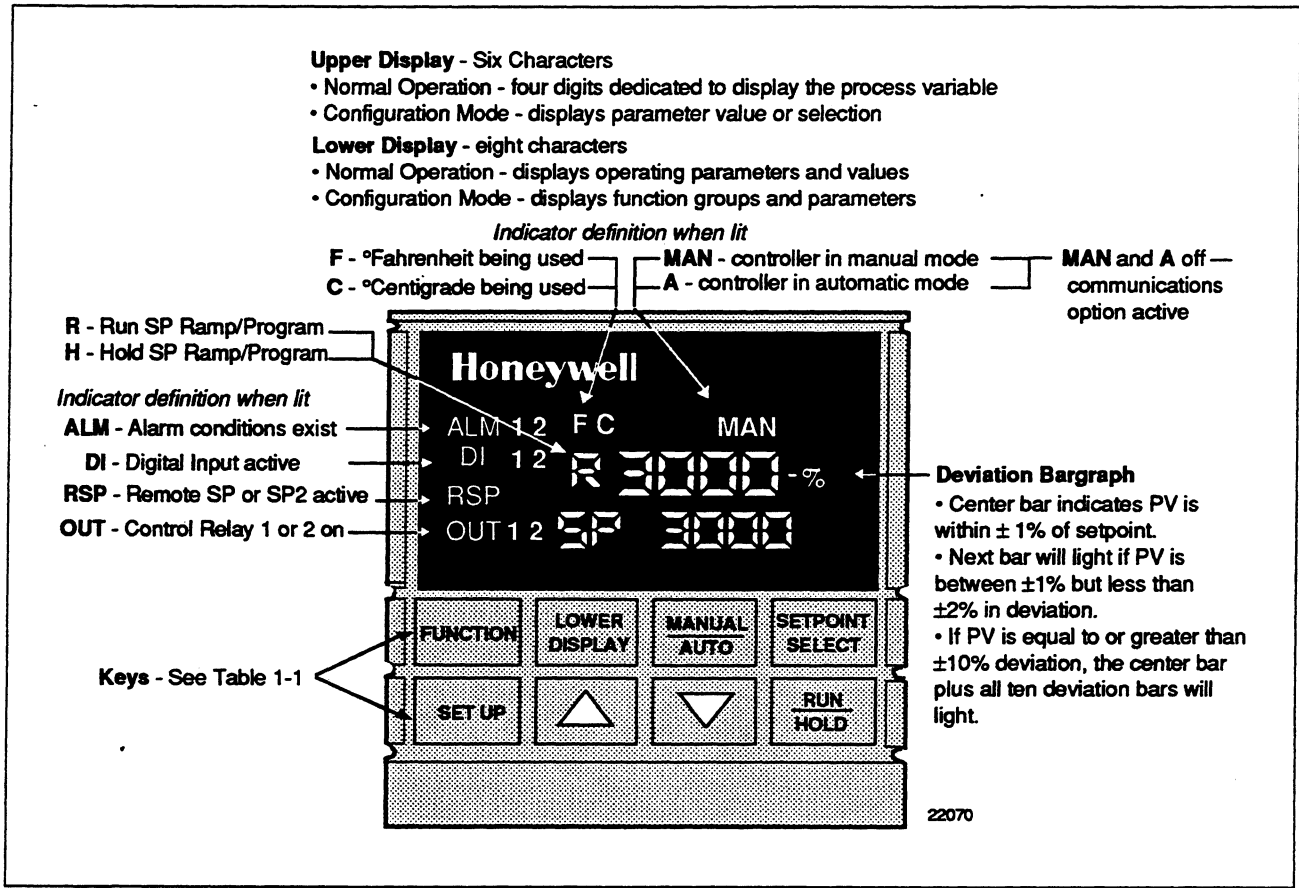 Upper Display - Six Characters
• Normal Operation - four digits dedicated to display the process variable
• Configuration Mode - displays parameter value or selection
Lower Display - eight characters
• Normal Operation - displays operating parameters and values
• Configuration Mode - displays function groups and parameters
Indicator definition when lit
F - °Fahrenheit being used
C - °Centigrade being used
MAN - controller in manual mode
A - controller in automatic mode
MAN and A off —
communications
option active
R - Run SP Ramp/Program
H - Hold SP Ramp/Program
Indicator definition when lit
ALM - Alarm conditions exist
DI - Digital Input active
RSP - Remote SP or SP2 active
OUT - Control Relay 1 or 2 on
Honeywell
ALM 1 2 F C MAN
DI 1 2
R 3000 - %
RSP
OUT 1 2 SP 3000
Deviation Bargraph
• Center bar indicates PV is
within ± 1% of setpoint.
• Next bar will light if PV is
between ±1% but less than
±2% in deviation.
• If PV is equal to or greater than
±10% deviation, the center bar
plus all ten deviation bars will
light.
Keys - See Table 1-1
FUNCTION
LOWER
DISPLAY
MANUAL
AUTO
SETPOINT
SELECT
SET UP
RUN
HOLD
22070